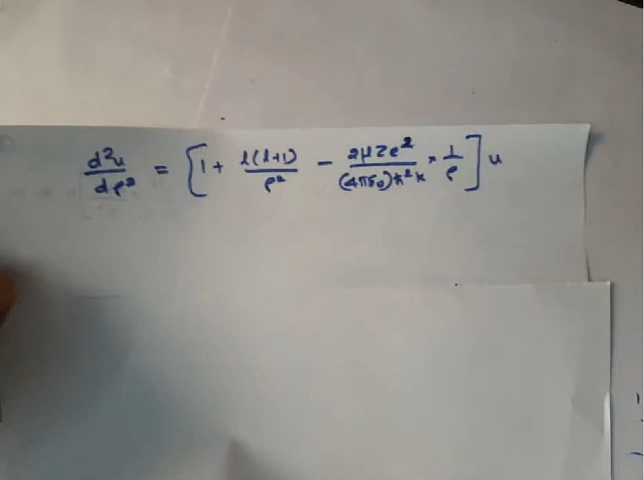 d²u/dρ² = [1 + l(l+1)/ρ² − 2μZe²/(4πε₀)ħ²k × 1/ρ] u